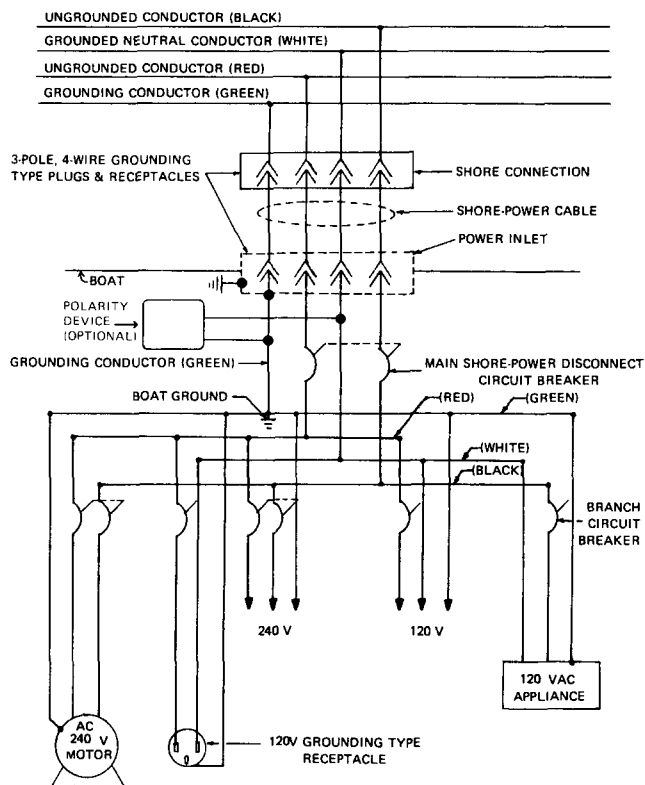 UNGROUNDED CONDUCTOR (BLACK)
GROUNDED NEUTRAL CONDUCTOR (WHITE)
UNGROUNDED CONDUCTOR (RED)
GROUNDING CONDUCTOR (GREEN)
3-POLE, 4-WIRE GROUNDING
TYPE PLUGS & RECEPTACLES
SHORE CONNECTION
SHORE-POWER CABLE
POWER INLET
BOAT
POLARITY
DEVICE
(OPTIONAL)
GROUNDING CONDUCTOR (GREEN)
MAIN SHORE-POWER DISCONNECT
CIRCUIT BREAKER
BOAT GROUND
(RED)
(GREEN)
(WHITE)
(BLACK)
BRANCH
CIRCUIT
BREAKER
240 V
120 V
120 VAC
APPLIANCE
AC
240 V
MOTOR
120V GROUNDING TYPE
RECEPTACLE